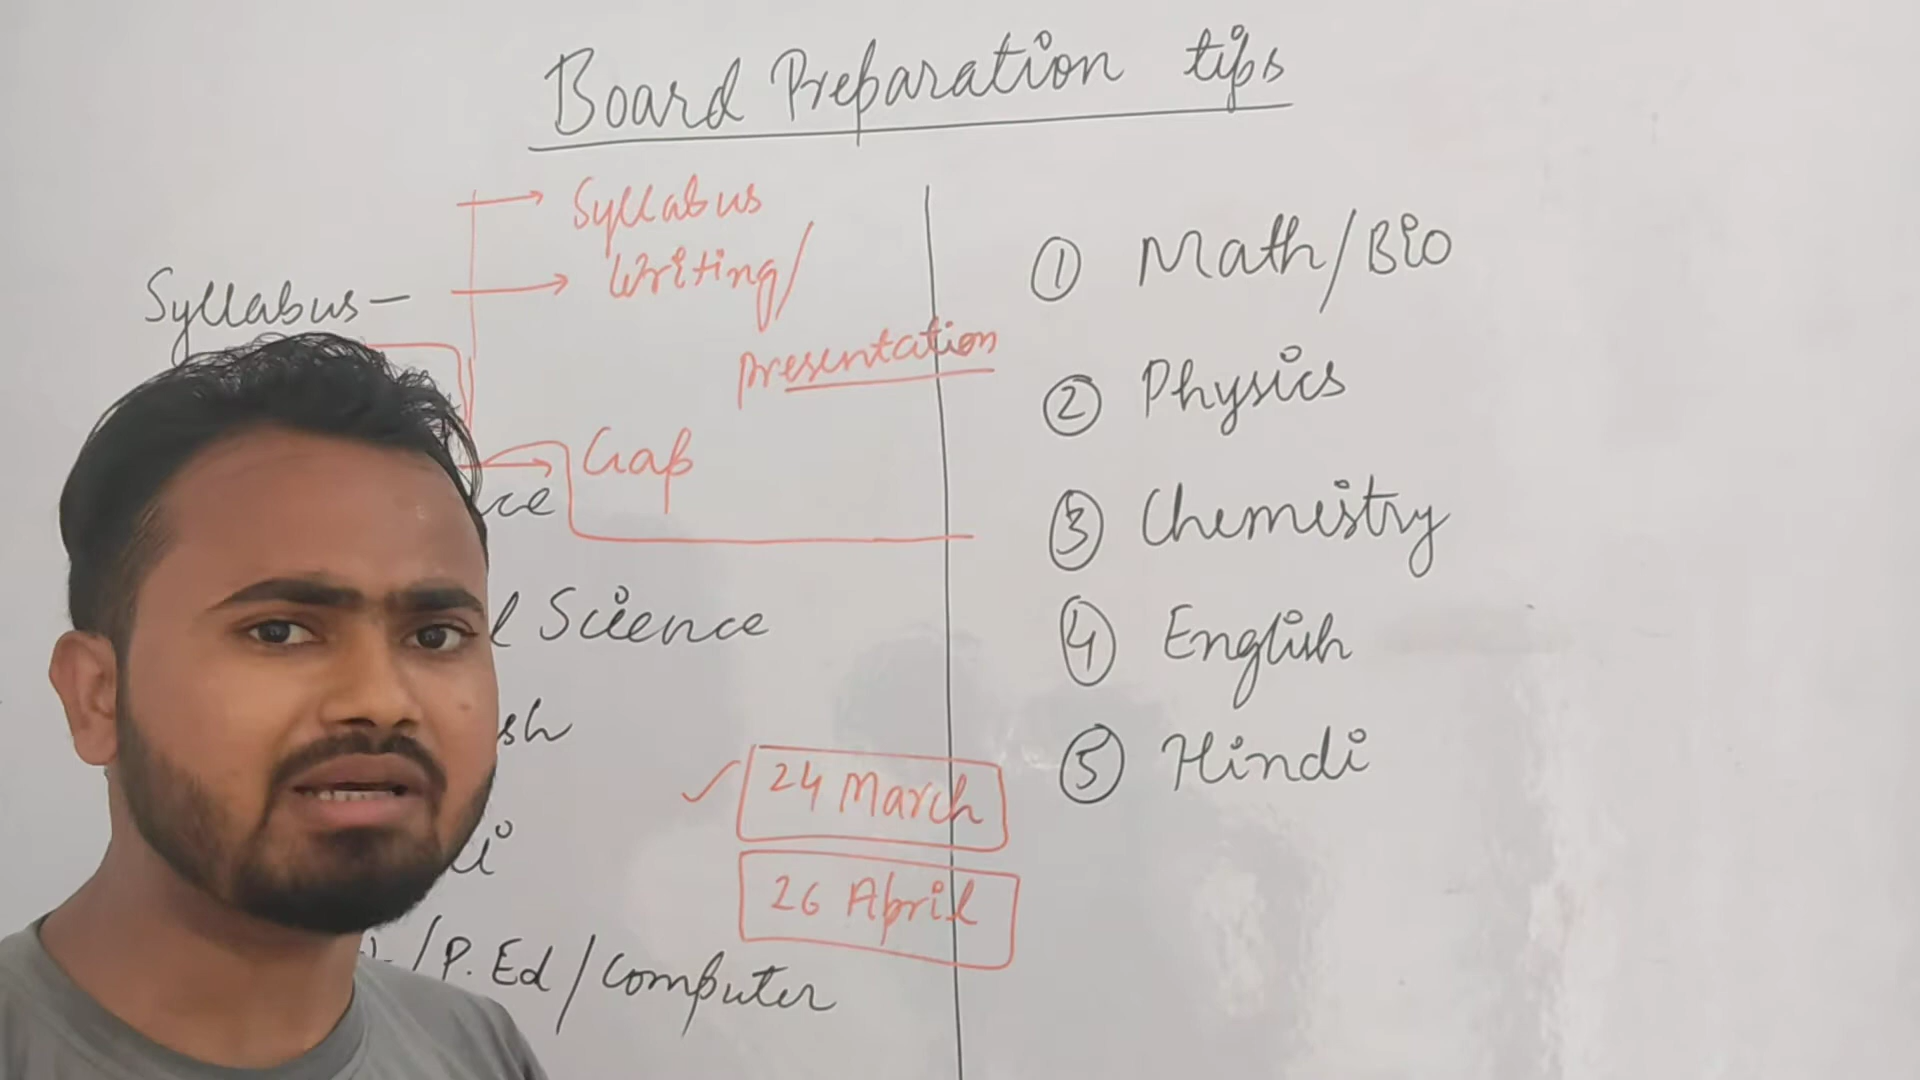 Board Preparation tips
Syllabus
Writing/
Presentation
Syllabus-
Gap
Science
sh
24 March
26 April
/P. Ed/Computer
① Math/Bio
② Physics
③ Chemistry
④ English
⑤ Hindi